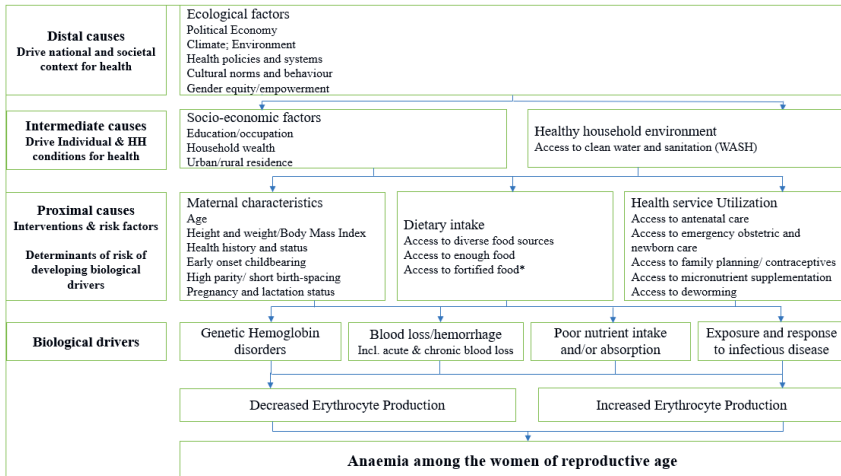 Distal causes
Drive national and societal
context for health
Ecological factors
Political Economy
Climate; Environment
Health policies and systems
Cultural norms and behaviour
Gender equity/empowerment
Intermediate causes
Drive Individual & HH
conditions for health
Socio-economic factors
Education/occupation
Household wealth
Urban/rural residence
Healthy household environment
Access to clean water and sanitation (WASH)
Proximal causes
Interventions & risk factors
Determinants of risk of
developing biological
drivers
Maternal characteristics
Age
Height and weight/Body Mass Index
Health history and status
Early onset childbearing
High parity/ short birth-spacing
Pregnancy and lactation status
Dietary intake
Access to diverse food sources
Access to enough food
Access to fortified food*
Health service Utilization
Access to antenatal care
Access to emergency obstetric and
newborn care
Access to family planning/ contraceptives
Access to micronutrient supplementation
Access to deworming
Biological drivers
Genetic Hemoglobin
disorders
Blood loss/hemorrhage
Incl. acute & chronic blood loss
Poor nutrient intake
and/or absorption
Exposure and response
to infectious disease
Decreased Erythrocyte Production
Increased Erythrocyte Production
Anaemia among the women of reproductive age